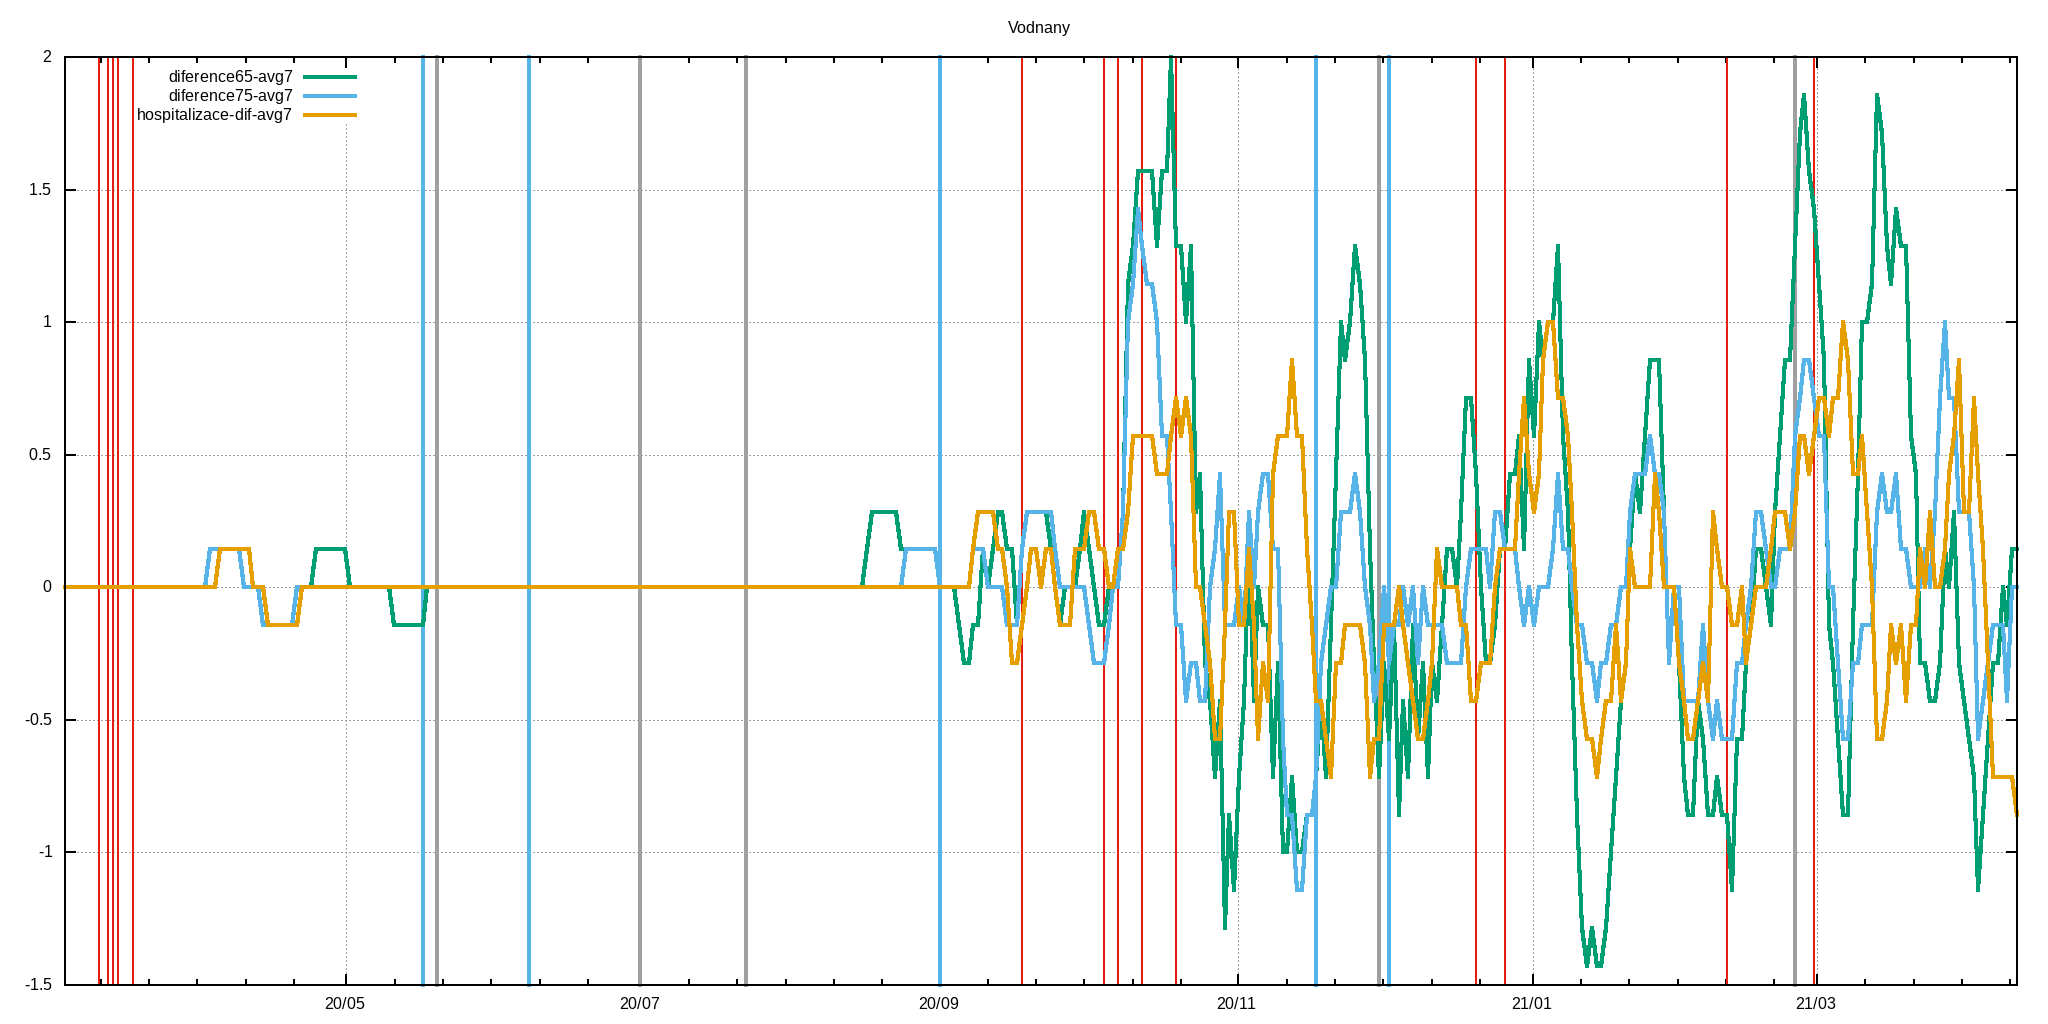 Vodnany
diference65-avg7
diference75-avg7
hospitalizace-dif-avg7
2
1.5
1
0.5
0
-0.5
-1
-1.5
20/05 20/07 20/09 20/11 21/01 21/03